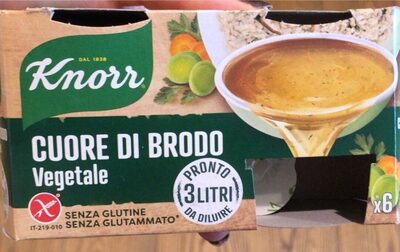 DAL 1838
Knorr
CUORE DI BRODO
Vegetale
PRONTO
3 LITRI
DA DILUIRE
x6
IT-219-010
SENZA GLUTINE
SENZA GLUTAMMATO*